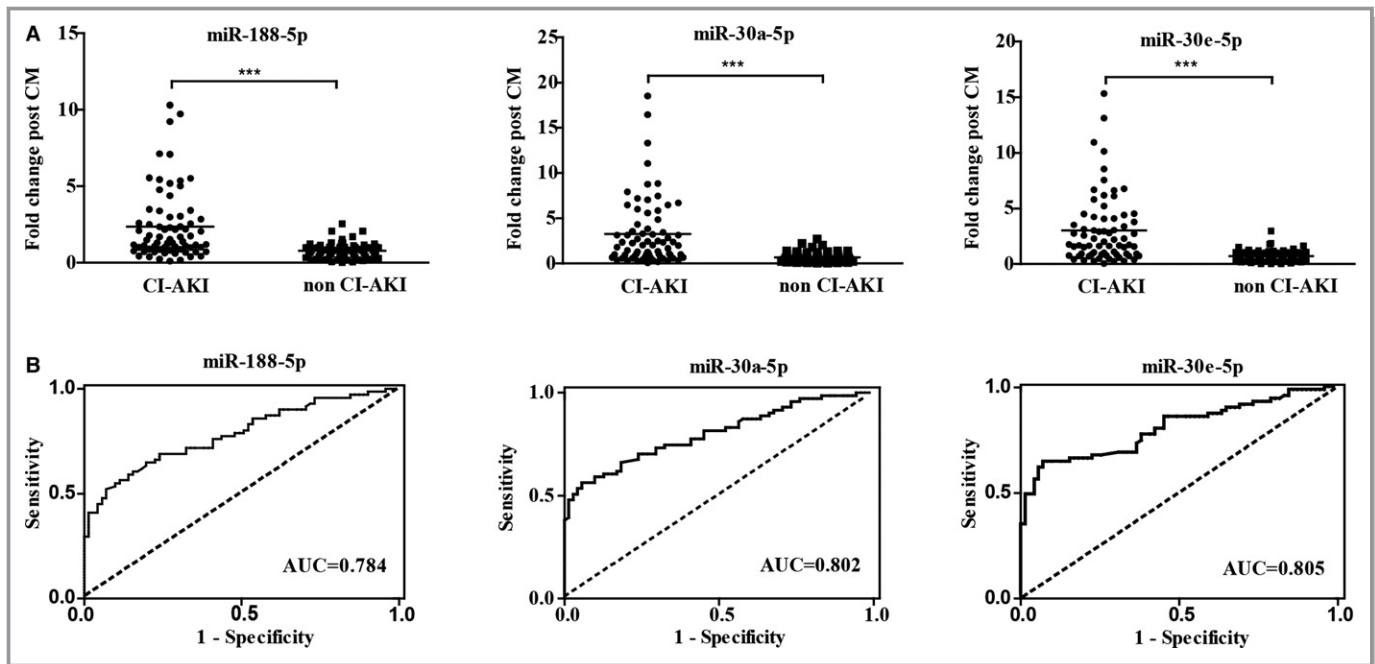 A
miR-188-5p
Fold change post CM
15
10
5
0
***
CI-AKI
non CI-AKI
miR-30a-5p
Fold change post CM
25
20
15
10
5
0
***
CI-AKI
non CI-AKI
miR-30e-5p
Fold change post CM
20
15
10
5
0
***
CI-AKI
non CI-AKI
B
miR-188-5p
Sensitivity
1.0
0.5
0.0
AUC=0.784
0.0 0.5 1.0
1 - Specificity
miR-30a-5p
Sensitivity
1.0
0.5
0.0
AUC=0.802
0.0 0.5 1.0
1 - Specificity
miR-30e-5p
Sensitivity
1.0
0.5
0.0
AUC=0.805
0.0 0.5 1.0
1 - Specificity